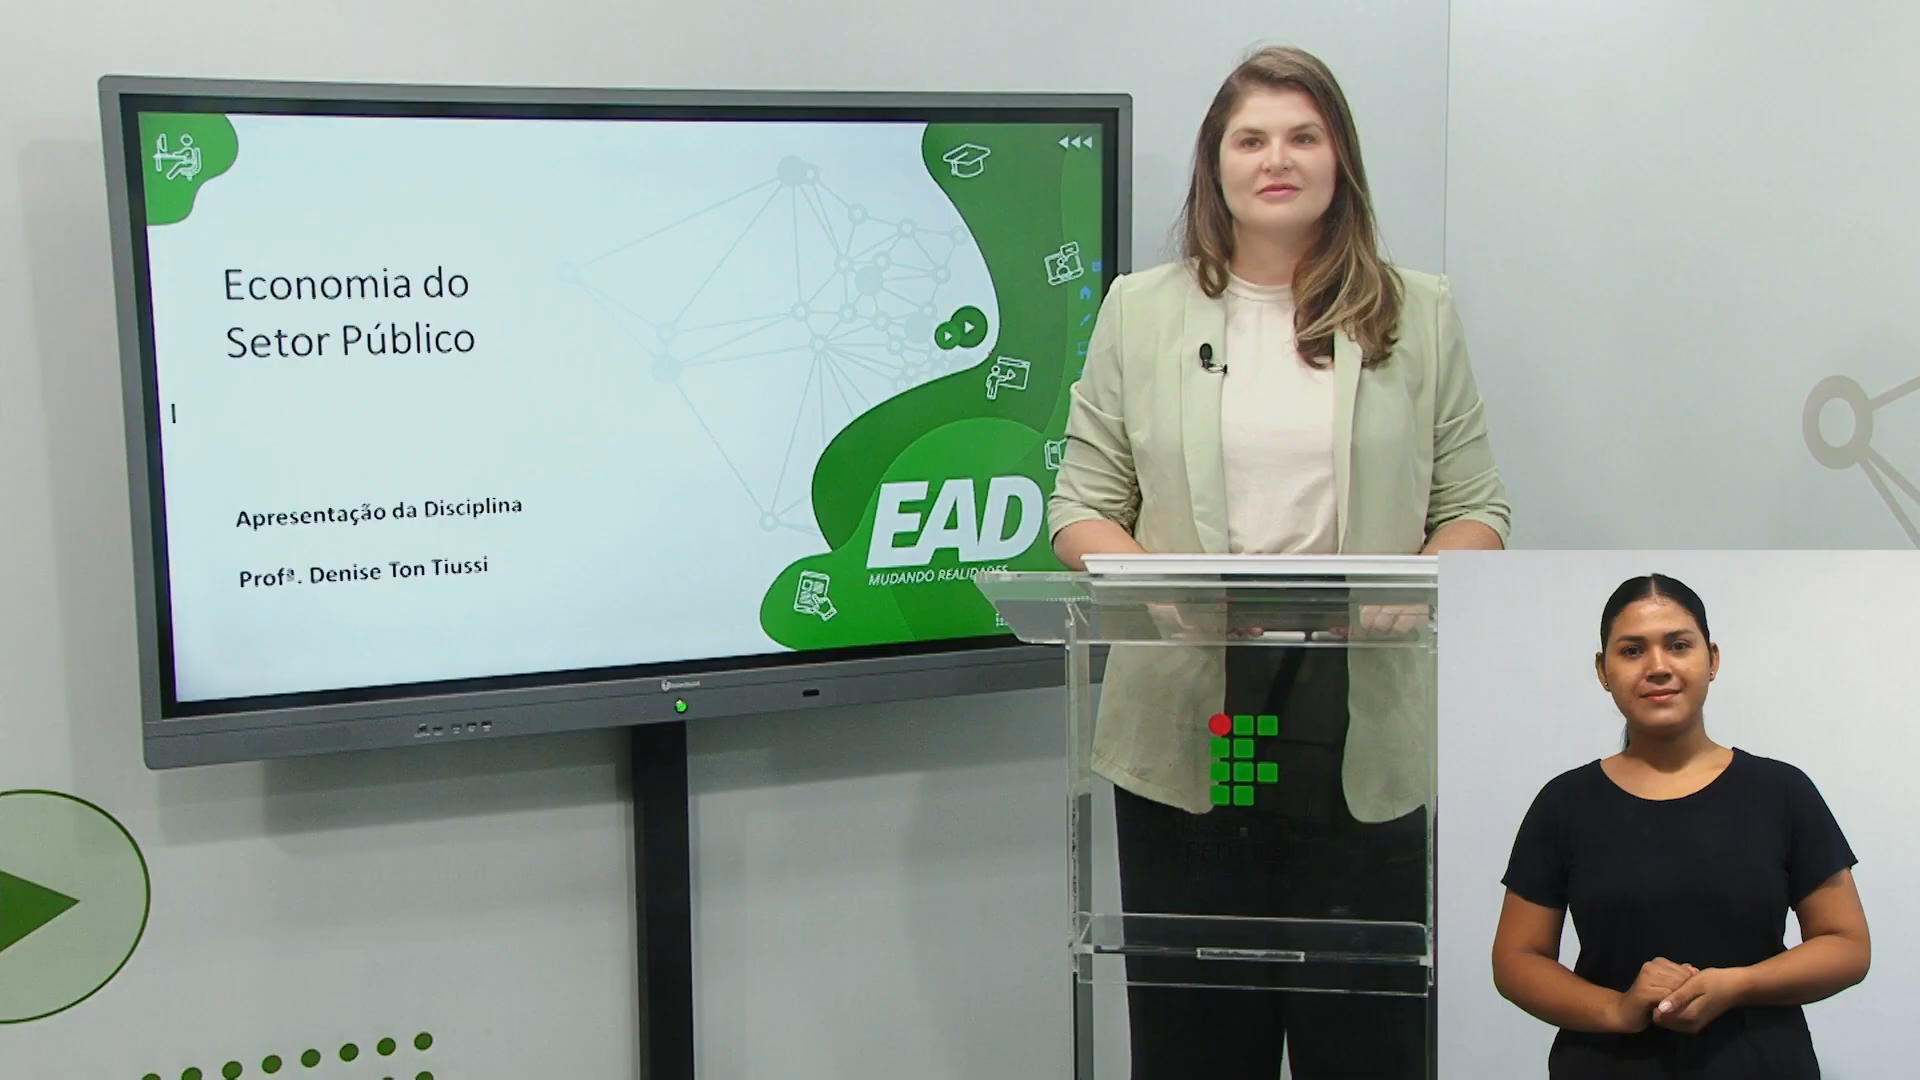 Economia do
Setor Público
Apresentação da Disciplina
Profª. Denise Ton Tiussi
EAD
MUDANDO REALIDADES